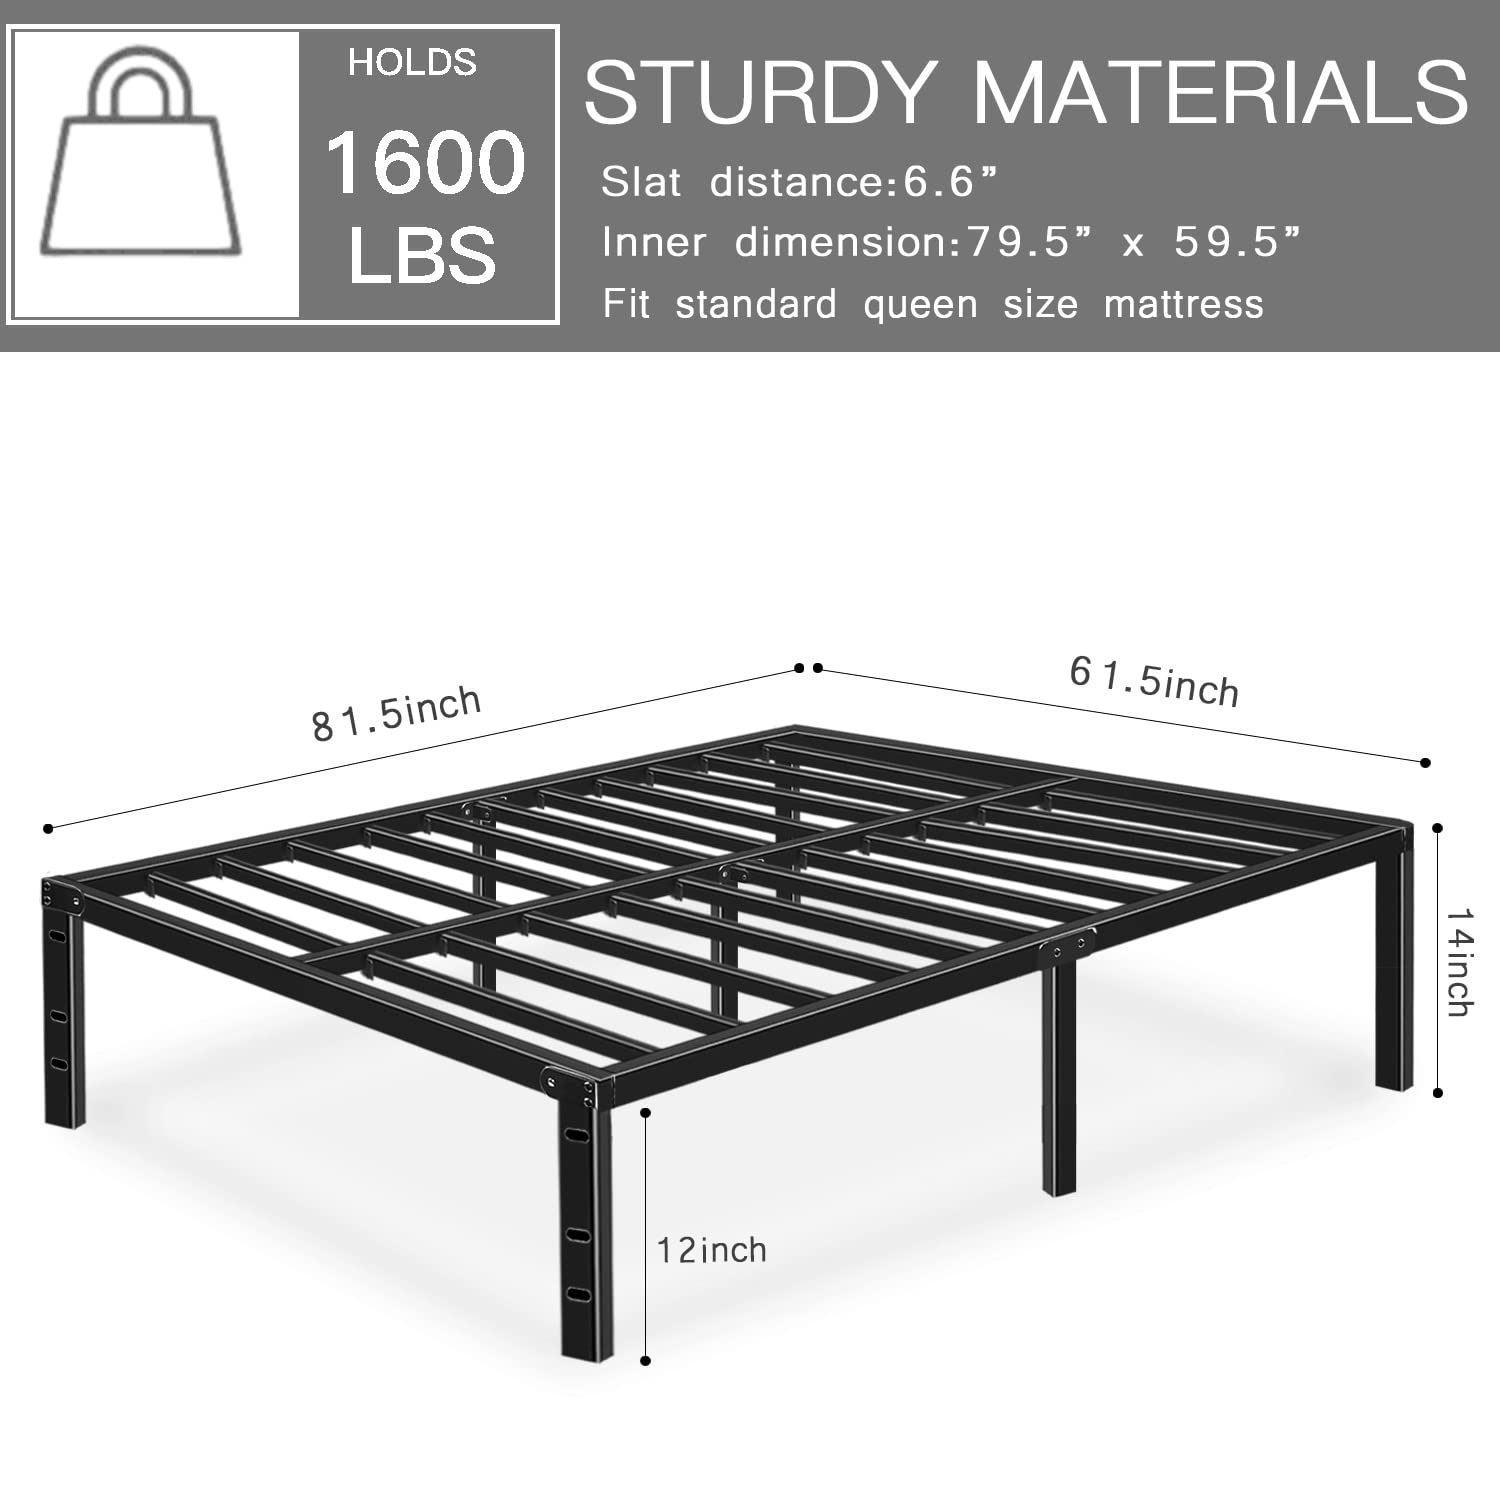 HOLDS
1600
LBS
STURDY MATERIALS
Slat distance:6.6”
Inner dimension:79.5” x 59.5”
Fit standard queen size mattress
81.5inch
61.5inch
14inch
12inch